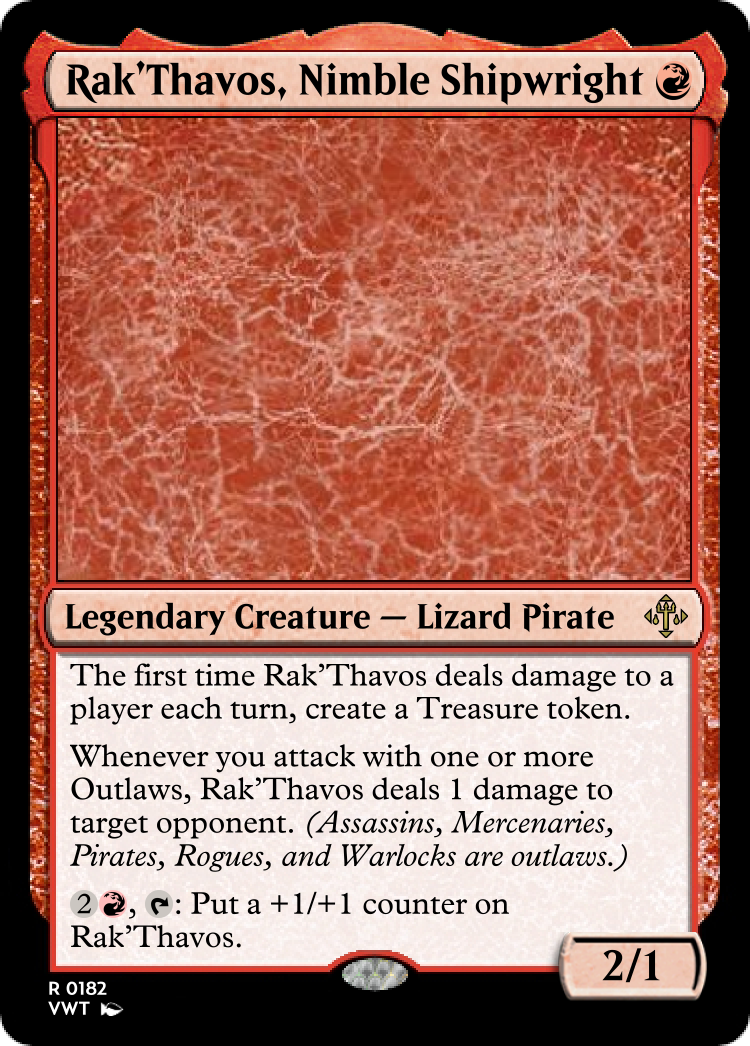 Rak'Thavos, Nimble Shipwright
Legendary Creature — Lizard Pirate
The first time Rak'Thavos deals damage to a
player each turn, create a Treasure token.
Whenever you attack with one or more
Outlaws, Rak'Thavos deals 1 damage to
target opponent. (Assassins, Mercenaries,
Pirates, Rogues, and Warlocks are outlaws.)
2, : Put a +1/+1 counter on
Rak'Thavos.
2/1
R 0182
VWT